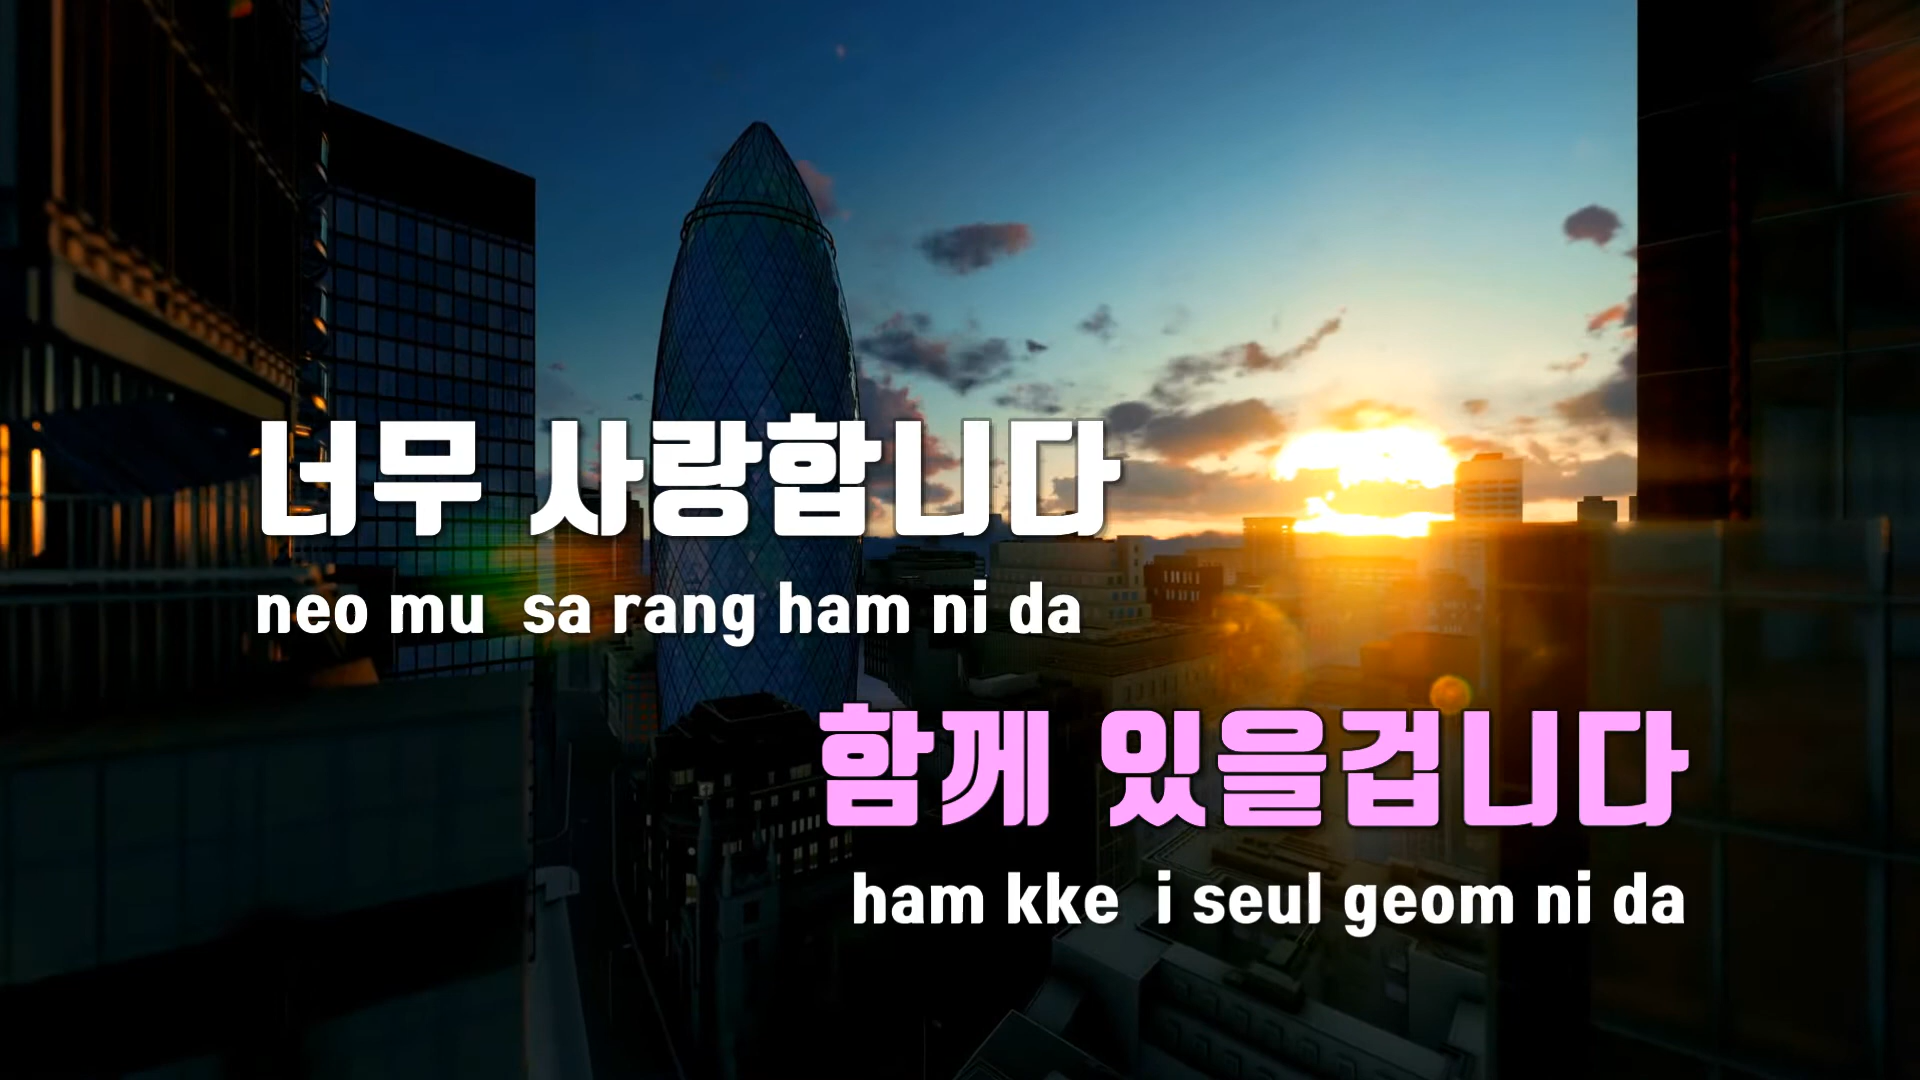 너무 사랑합니다
neo mu sa rang ham ni da
함께 있을겁니다
ham kke i seul geom ni da